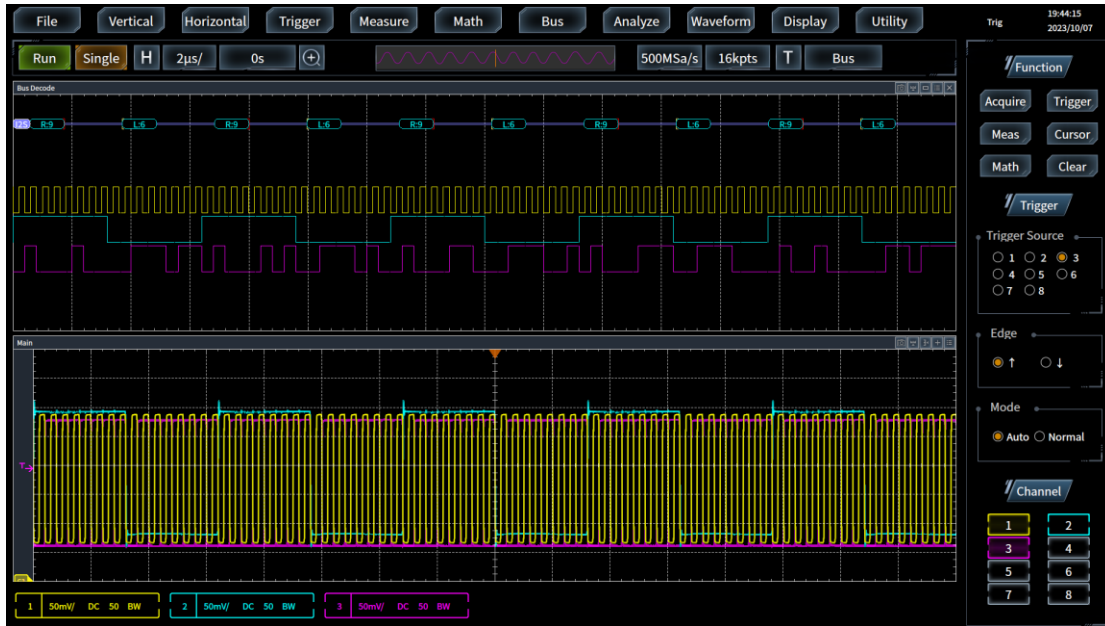 File Vertical Horizontal Trigger Measure Math Bus Analyze Waveform Display Utility Trig 19:44:15
2023/10/07
Run Single H 2μs/ 0s 500MSa/s 16kpts T Bus
Function
Bus Decode
Acquire Trigger
I2S R:9 L:6 R:9 L:6 R:9 L:6 R:9 L:6 R:9 L:6
Meas Cursor
Math Clear
Trigger
Trigger Source
1 2 3
4 5 6
7 8
Main
Edge
↑ ↓
Mode
Auto Normal
T
Channel
1 2
3 4
5 6
7 8
1 50mV/ DC 50 BW 2 50mV/ DC 50 BW 3 50mV/ DC 50 BW